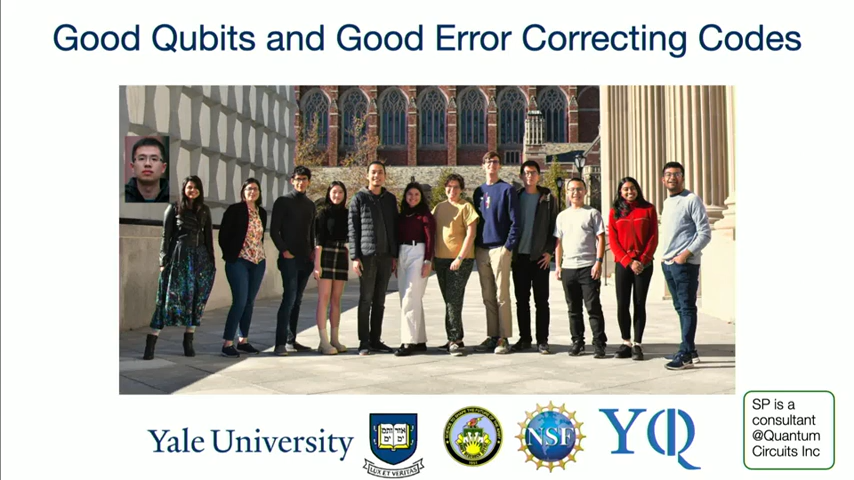 Good Qubits and Good Error Correcting Codes
Yale University
LUX ET VERITAS
NSF
YQ
SP is a
consultant
@Quantum
Circuits Inc